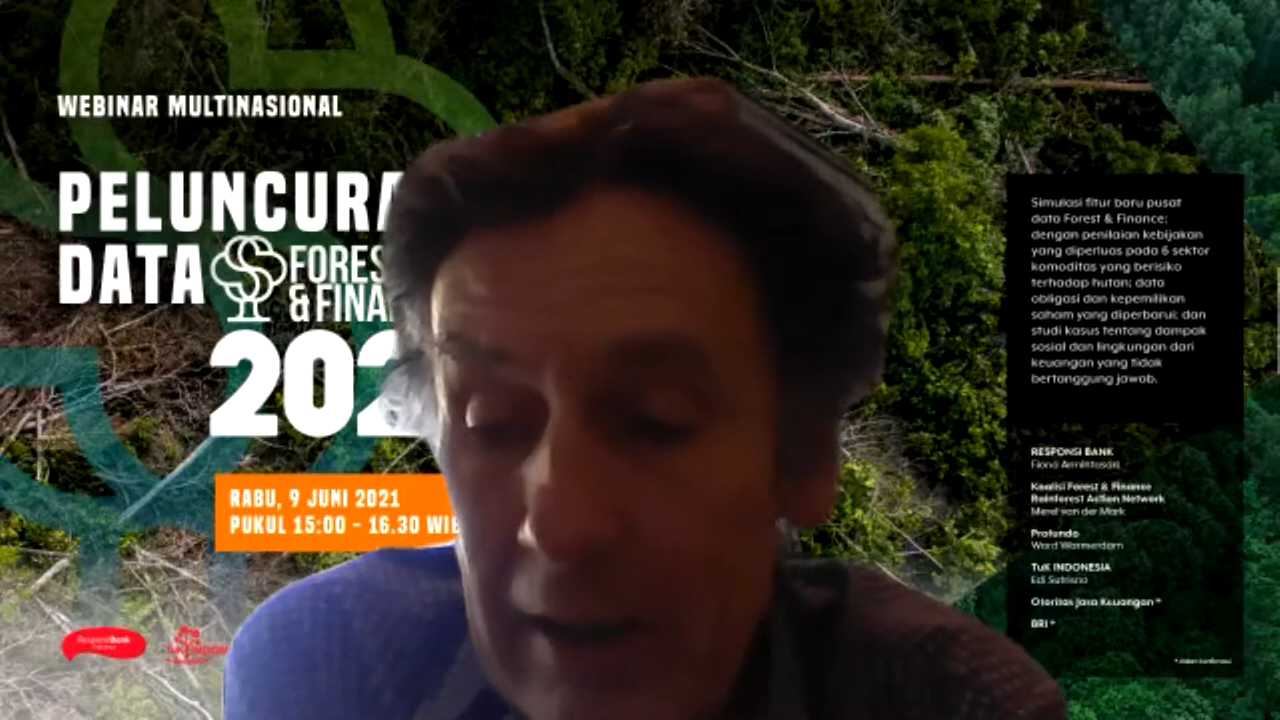 WEBINAR MULTINASIONAL
PELUNCURA
DATA FORES
& FINA
202
RABU, 9 JUNI 2021
PUKUL 15:00 - 16.30 WIB
Simulasi fitur baru pusat
data Forest & Finance;
dengan penilaian kebijakan
yang diperluas pada 6 sektor
komoditas yang berisiko
terhadap hutan; data
obligasi dan kepemilikan
saham yang diperbarui; dan
studi kasus tentang dampak
sosial dan lingkungan dari
keuangan yang tidak
bertanggung jawab.
RESPONSI BANK
Koalisi Forest & Finance
Rainforest Action Network
Merel van der Mark
Profundo
Ward Warmerdam
TuK INDONESIA
Edi Sutrisno
Otoritas Jasa Keuangan *
BRI *